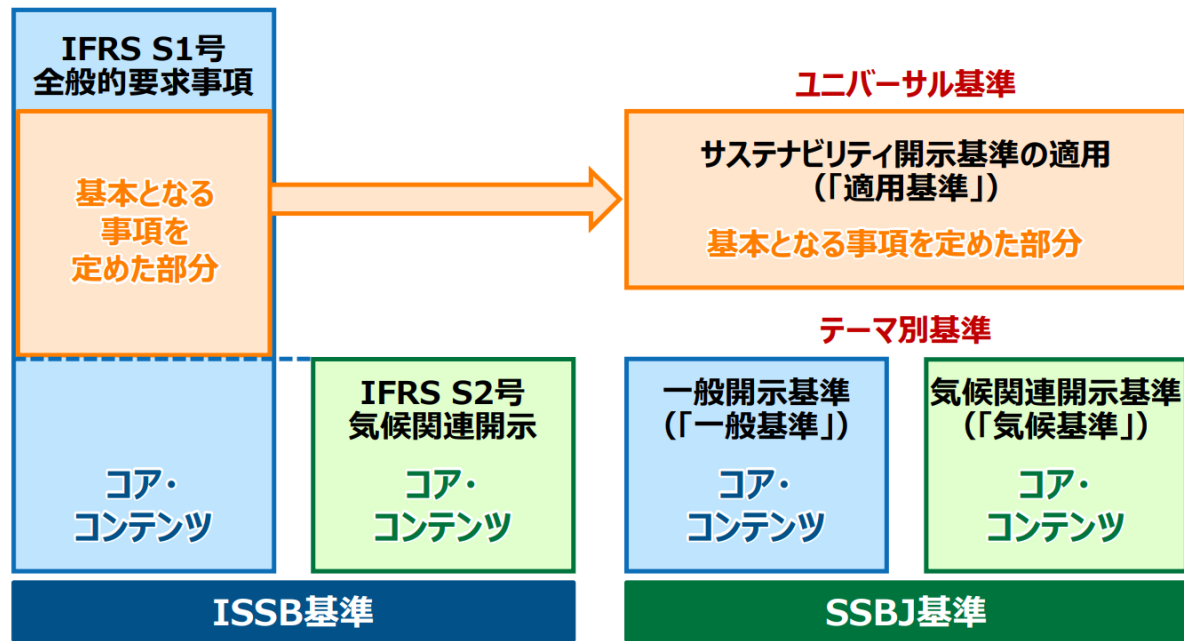 IFRS S1号
全般的要求事項
基本となる
事項を
定めた部分
コア・
コンテンツ
IFRS S2号
気候関連開示
コア・
コンテンツ
ISSB基準
ユニバーサル基準
サステナビリティ開示基準の適用
(「適用基準」)
基本となる事項を定めた部分
テーマ別基準
一般開示基準
(「一般基準」)
コア・
コンテンツ
気候関連開示基準
(「気候基準」)
コア・
コンテンツ
SSBJ基準